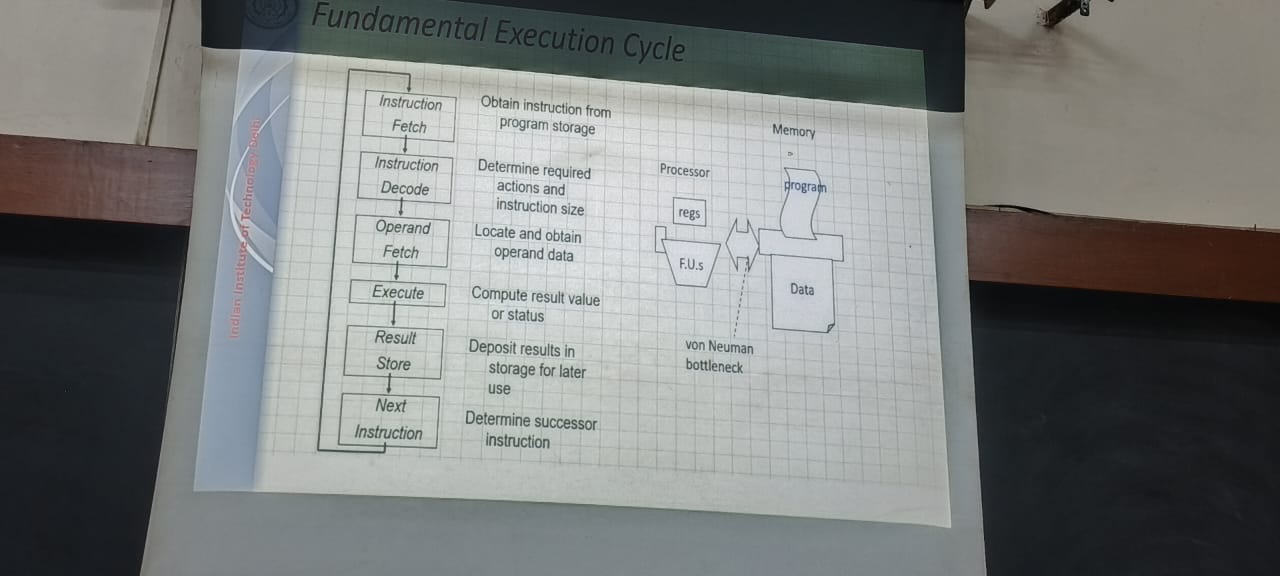 Fundamental Execution Cycle
Indian Institute of Technology Delhi
Instruction
Fetch
Obtain instruction from
program storage
Instruction
Decode
Determine required
actions and
instruction size
Operand
Fetch
Locate and obtain
operand data
Execute
Compute result value
or status
Result
Store
Deposit results in
storage for later
use
Next
Instruction
Determine successor
instruction
Processor
regs
F.U.s
Memory
program
Data
von Neuman
bottleneck